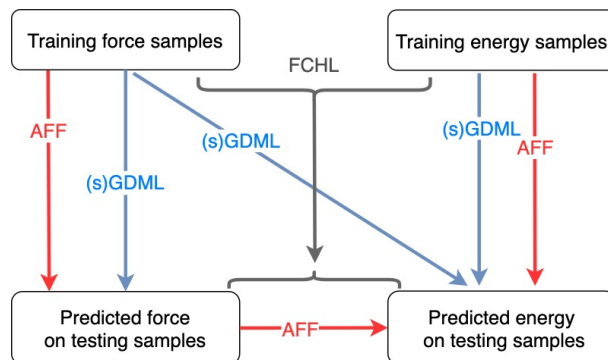 Training force samples
Training energy samples
FCHL
AFF
(s)GDML
(s)GDML
(s)GDML
AFF
Predicted force
on testing samples
AFF
Predicted energy
on testing samples